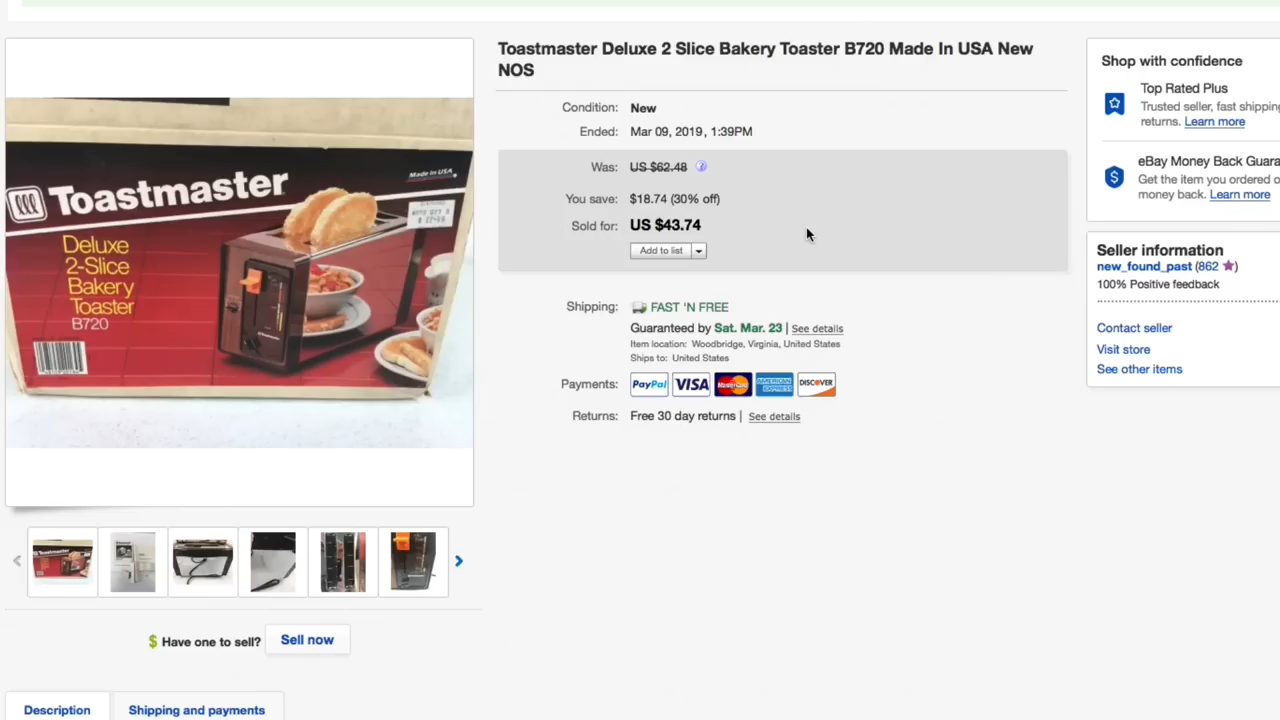 Toastmaster Deluxe 2 Slice Bakery Toaster B720 Made In USA New
NOS
Condition: New
Ended: Mar 09, 2019, 1:39PM
Was: US $62.48
You save: $18.74 (30% off)
Sold for: US $43.74
Add to list
Shipping: FAST 'N FREE
Guaranteed by Sat. Mar. 23 | See details
Item location: Woodbridge, Virginia, United States
Ships to: United States
Payments: PayPal VISA MasterCard AMERICAN EXPRESS DISCOVER
Returns: Free 30 day returns | See details
Shop with confidence
Top Rated Plus
Trusted seller, fast shipping
returns. Learn more
eBay Money Back Guara
Get the item you ordered o
money back. Learn more
Seller information
new_found_past (862 )
100% Positive feedback
Contact seller
Visit store
See other items
Toastmaster
Made in USA
Deluxe
2-Slice
Bakery
Toaster
B720
Toastmaster
$ Have one to sell? Sell now
Description
Shipping and payments